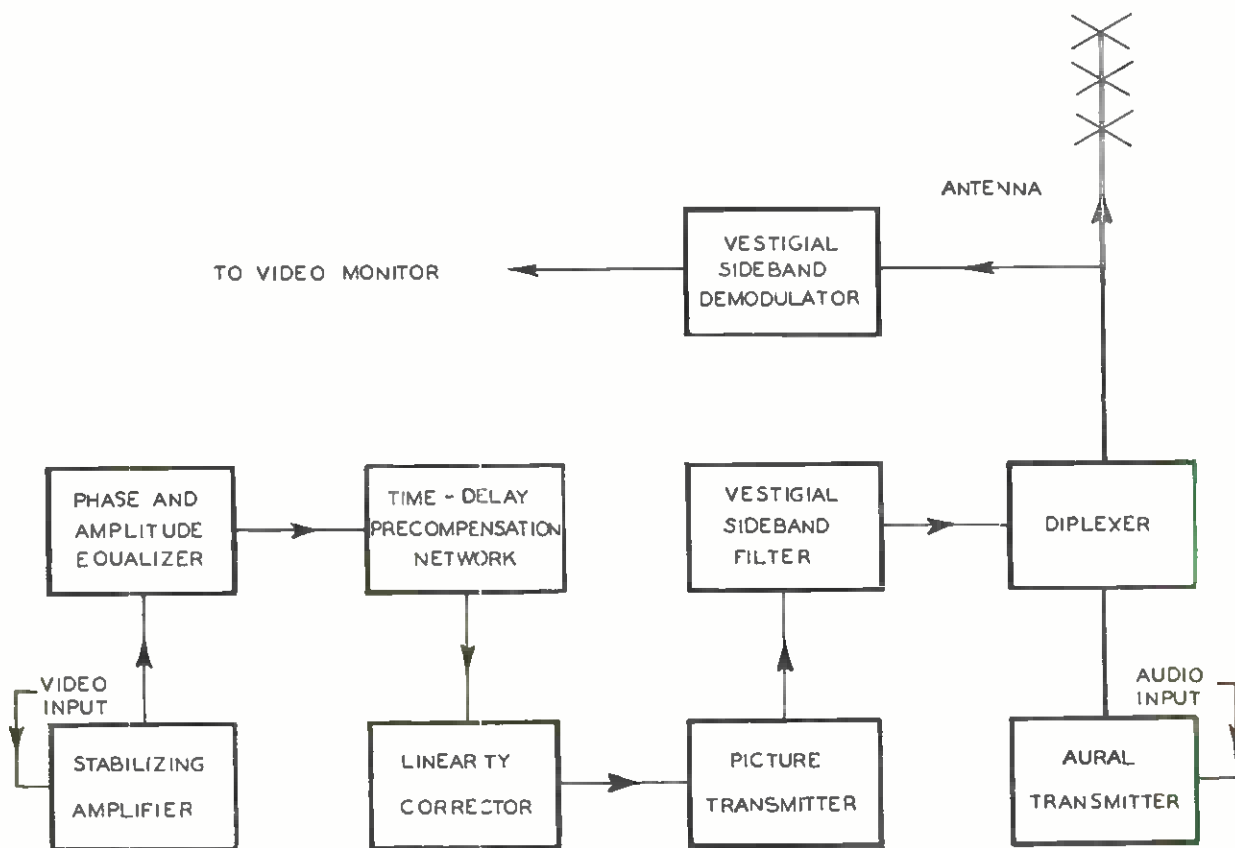 ANTENNA
VESTIGIAL
SIDEBAND
DEMODULATOR
TO VIDEO MONITOR
PHASE AND
AMPLITUDE
EQUALIZER
TIME - DELAY
PRECOMPENSATION
NETWORK
VESTIGIAL
SIDEBAND
FILTER
DIPLEXER
VIDEO
INPUT
STABILIZING
AMPLIFIER
LINEARITY
CORRECTOR
PICTURE
TRANSMITTER
AURAL
TRANSMITTER
AUDIO
INPUT